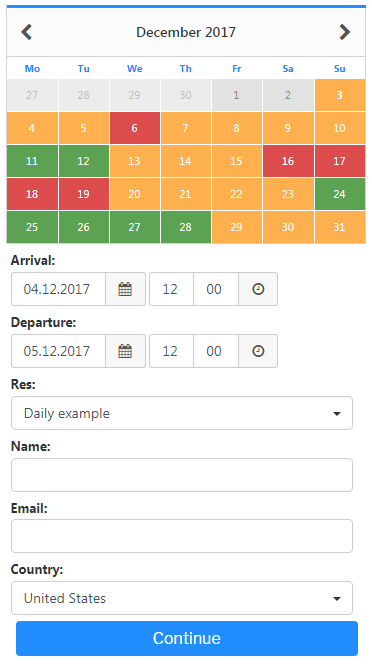 December 2017
Mo Tu We Th Fr Sa Su
27 28 29 30 1 2 3
4 5 6 7 8 9 10
11 12 13 14 15 16 17
18 19 20 21 22 23 24
25 26 27 28 29 30 31
Arrival:
04.12.2017 12 00
Departure:
05.12.2017 12 00
Res:
Daily example
Name:
Email:
Country:
United States
Continue